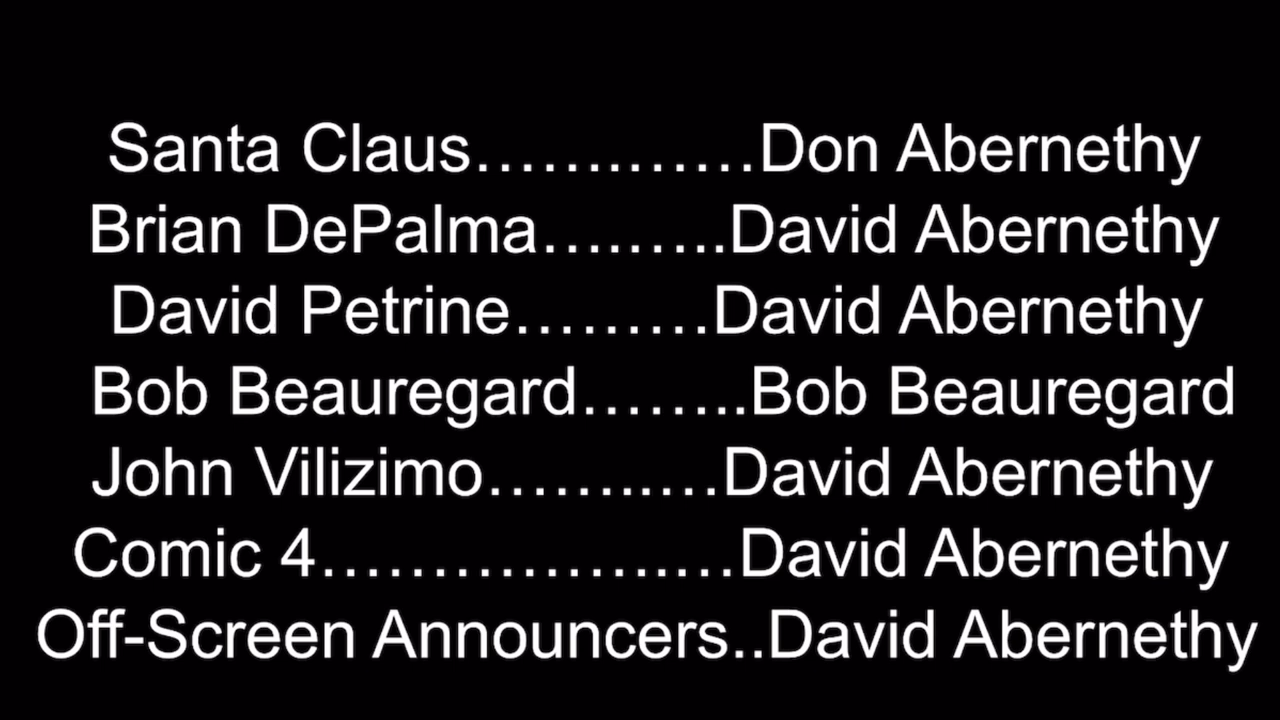 Santa Claus…….……Don Abernethy
Brian DePalma….…..David Abernethy
David Petrine………David Abernethy
Bob Beauregard……..Bob Beauregard
John Vilizimo……..…David Abernethy
Comic 4…………….…David Abernethy
Off-Screen Announcers..David Abernethy